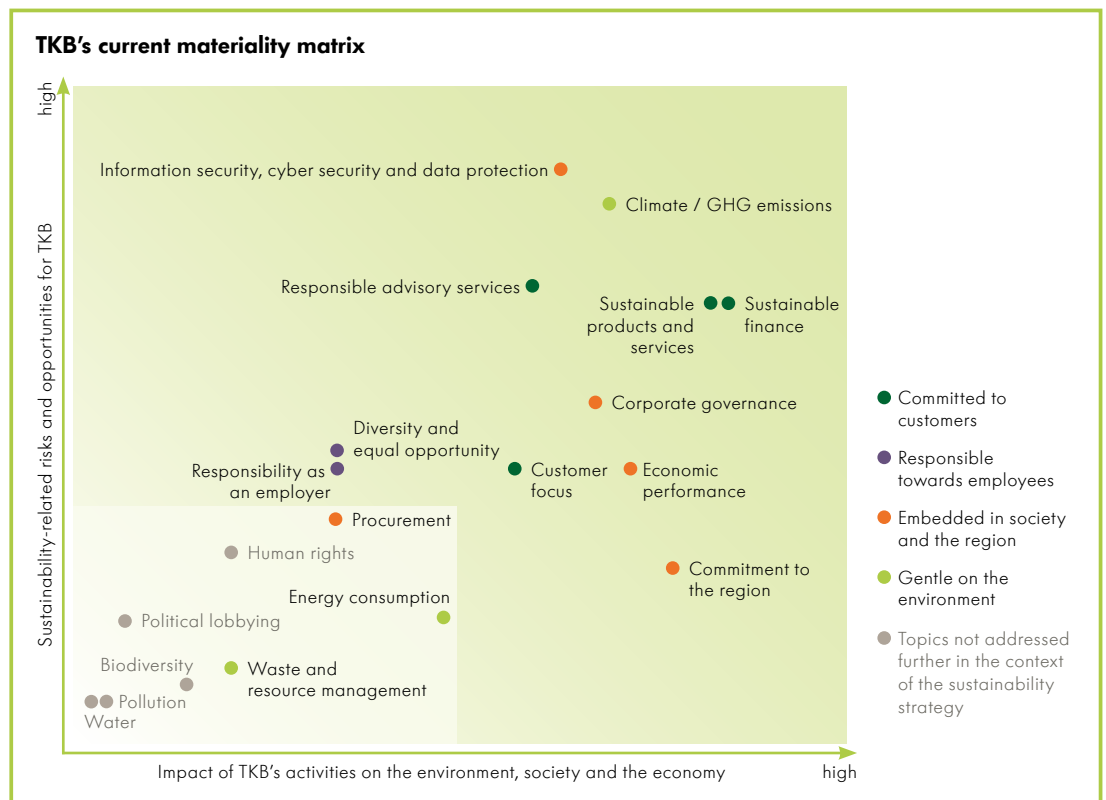 TKB's current materiality matrix
high
Sustainability-related risks and opportunities for TKB
Information security, cyber security and data protection
Climate / GHG emissions
Responsible advisory services
Sustainable
products and
services
Sustainable
finance
Corporate governance
Diversity and
equal opportunity
Responsibility as
an employer
Customer
focus
Economic
performance
Procurement
Human rights
Commitment to
the region
Energy consumption
Political lobbying
Biodiversity
Waste and
resource management
Pollution
Water
Impact of TKB's activities on the environment, society and the economy
high
Committed to
customers
Responsible
towards employees
Embedded in society
and the region
Gentle on the
environment
Topics not addressed
further in the context
of the sustainability
strategy